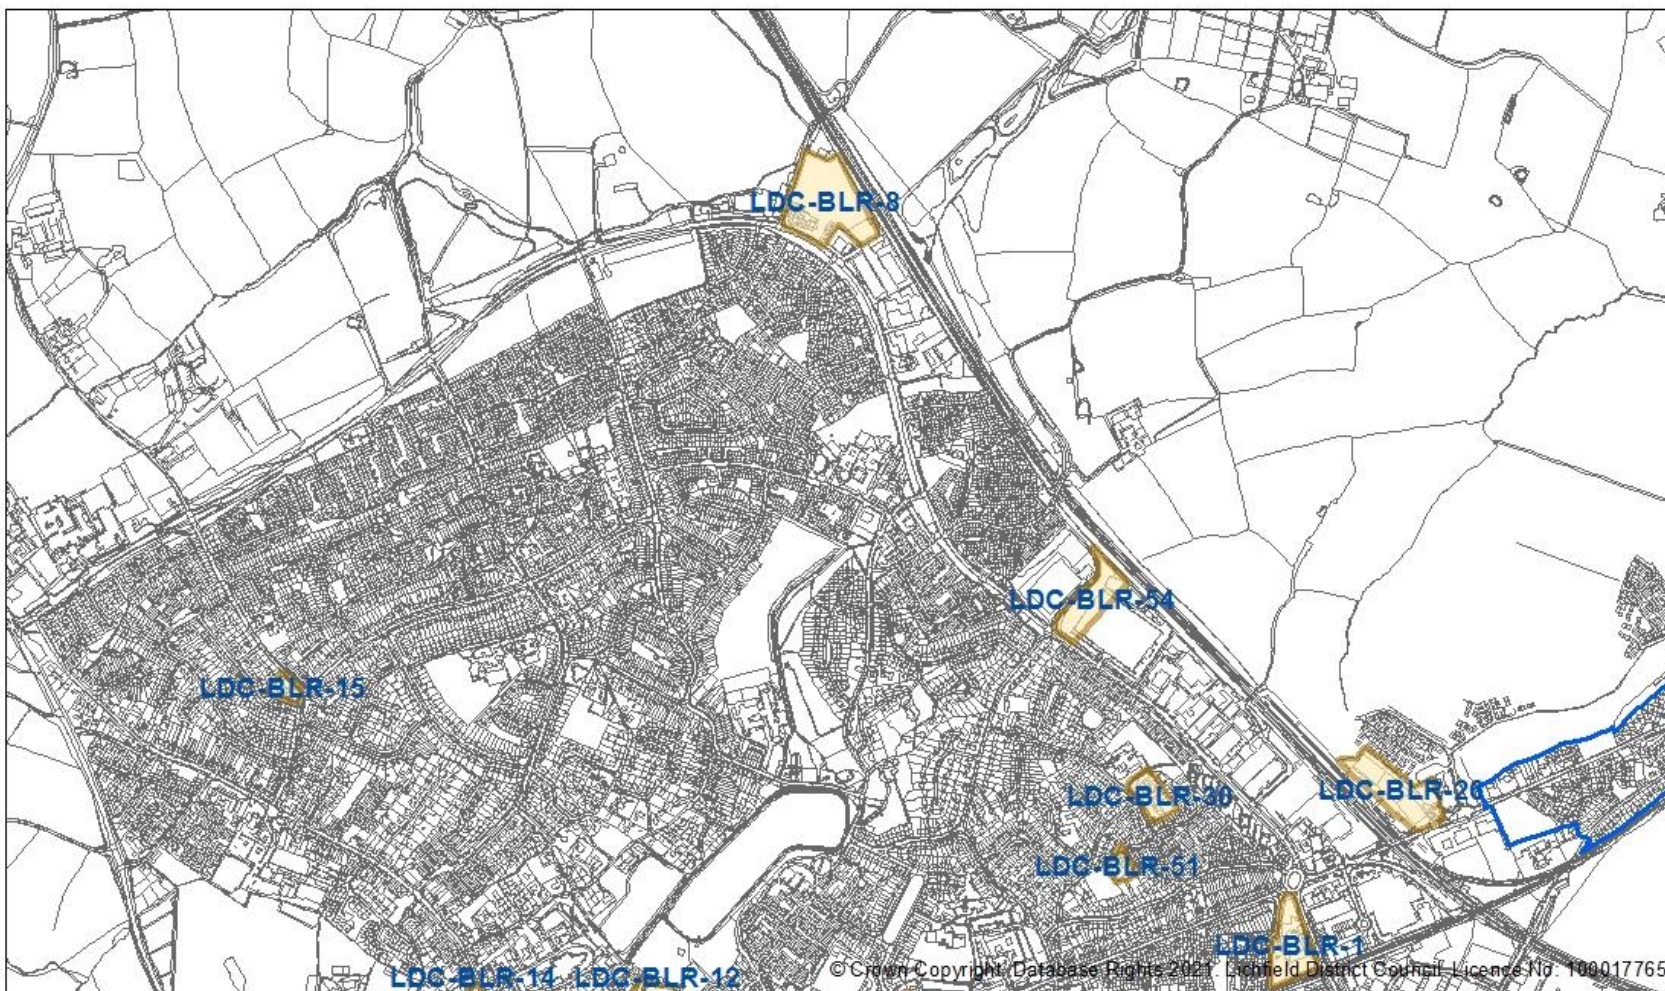 LDC-BLR-8
LDC-BLR-54
LDC-BLR-15
LDC-BLR-30
LDC-BLR-26
LDC-BLR-51
LDC-BLR-1
LDC-BLR-14 LDC-BLR-12
© Crown Copyright. Database Rights 2021. Lichfield District Council. Licence No: 100017765